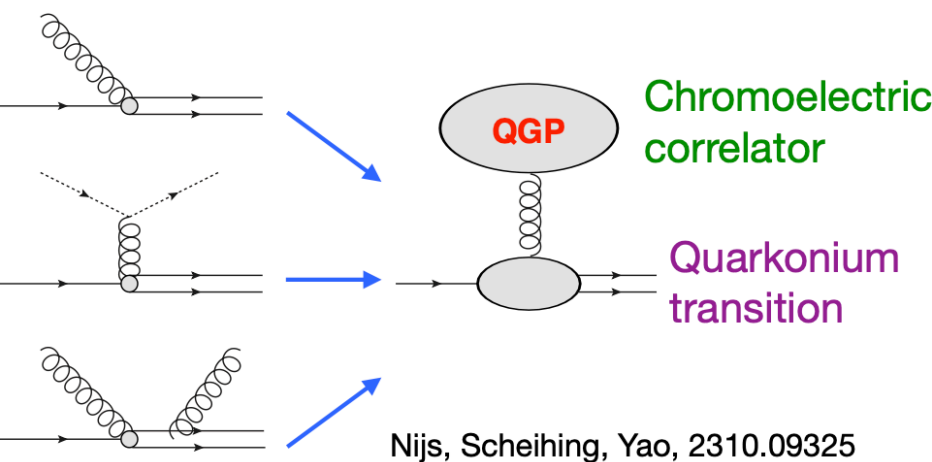 Chromoelectric
correlator
QGP
Quarkonium
transition
Nijs, Scheihing, Yao, 2310.09325